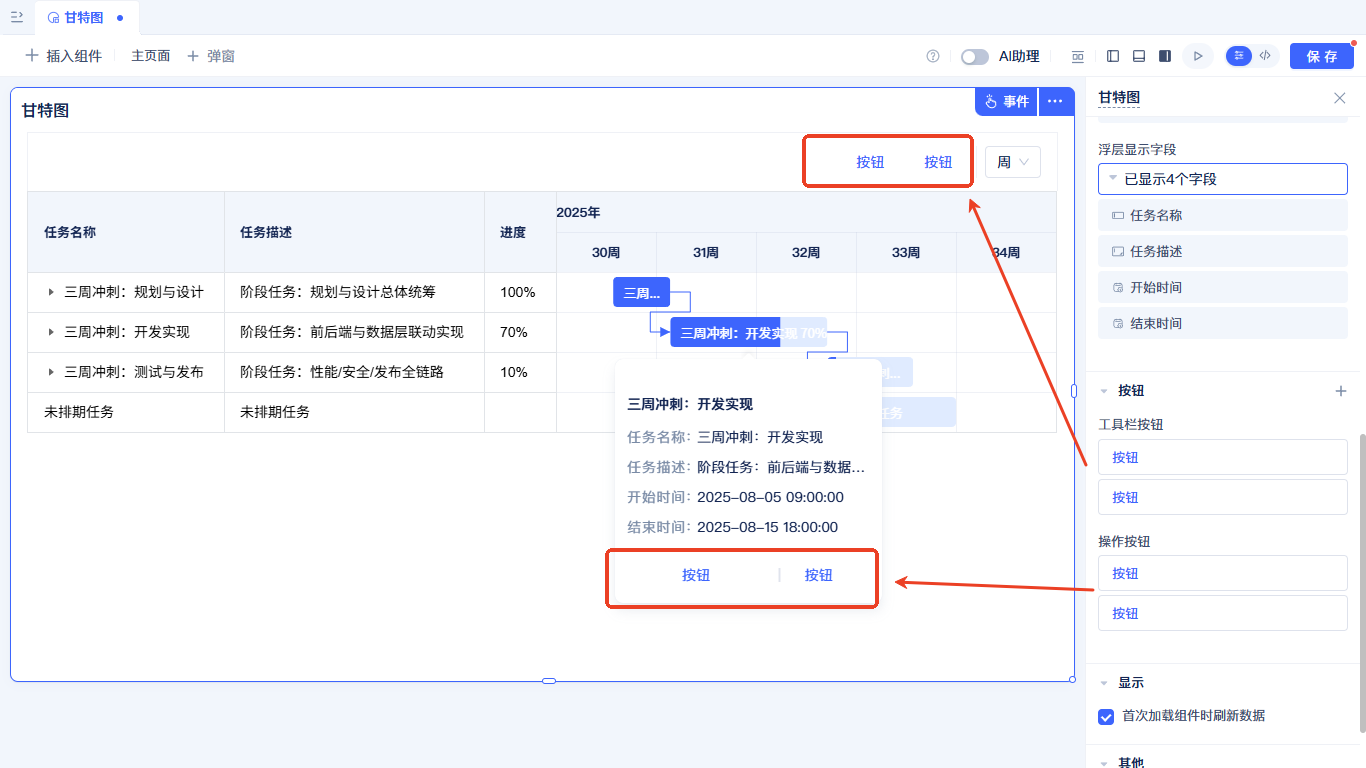 甘特图
插入组件 主页面 弹窗 AI助理 保存
甘特图
事件
按钮 按钮 周
任务名称 任务描述 进度 2025年
30周 31周 32周 33周 34周
三周冲刺：规划与设计 阶段任务：规划与设计总体统筹 100% 三周...
三周冲刺：开发实现 阶段任务：前后端与数据层联动实现 70% 三周冲刺：开发实现 70%
三周冲刺：测试与发布 阶段任务：性能/安全/发布全链路 10%
未排期任务 未排期任务 任务
三周冲刺：开发实现
任务名称：三周冲刺：开发实现
任务描述：阶段任务：前后端与数据...
开始时间：2025-08-05 09:00:00
结束时间：2025-08-15 18:00:00
按钮 按钮
甘特图
浮层显示字段
已显示4个字段
任务名称
任务描述
开始时间
结束时间
按钮
工具栏按钮
按钮
按钮
操作按钮
按钮
按钮
显示
首次加载组件时刷新数据
其他